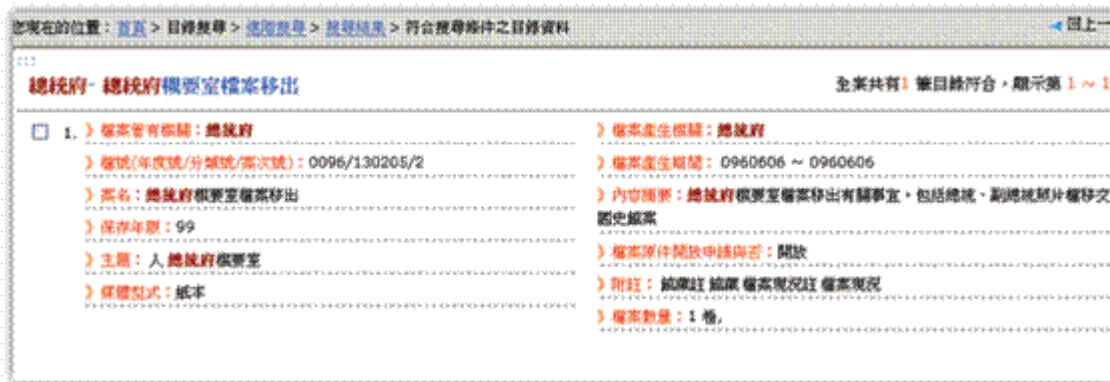 您現在的位置：首頁 > 目錄搜尋 > 進階搜尋 > 搜尋結果 > 符合搜尋條件之目錄資料
回上一
總統府- 總統府機要室檔案移出
全案共有1 筆目錄符合，顯示第 1 ~ 1
1. 》檔案管有機關：總統府
》檔案產生機關：總統府
》檔號(年度號/分類號/案次號)：0096/130205/2
》檔案產生期間： 0960606 ~ 0960606
》案名：總統府機要室檔案移出
》內容摘要：總統府機要室檔案移出有關事宜，包括總統、副總統照片檔移交
國史館案
》保存年限：99
》檔案原件開放申請與否：開放
》主題： 人 總統府機要室
》附註： 館藏註 館藏 檔案現況註 檔案現況
》媒體型式：紙本
》檔案數量：1 卷,